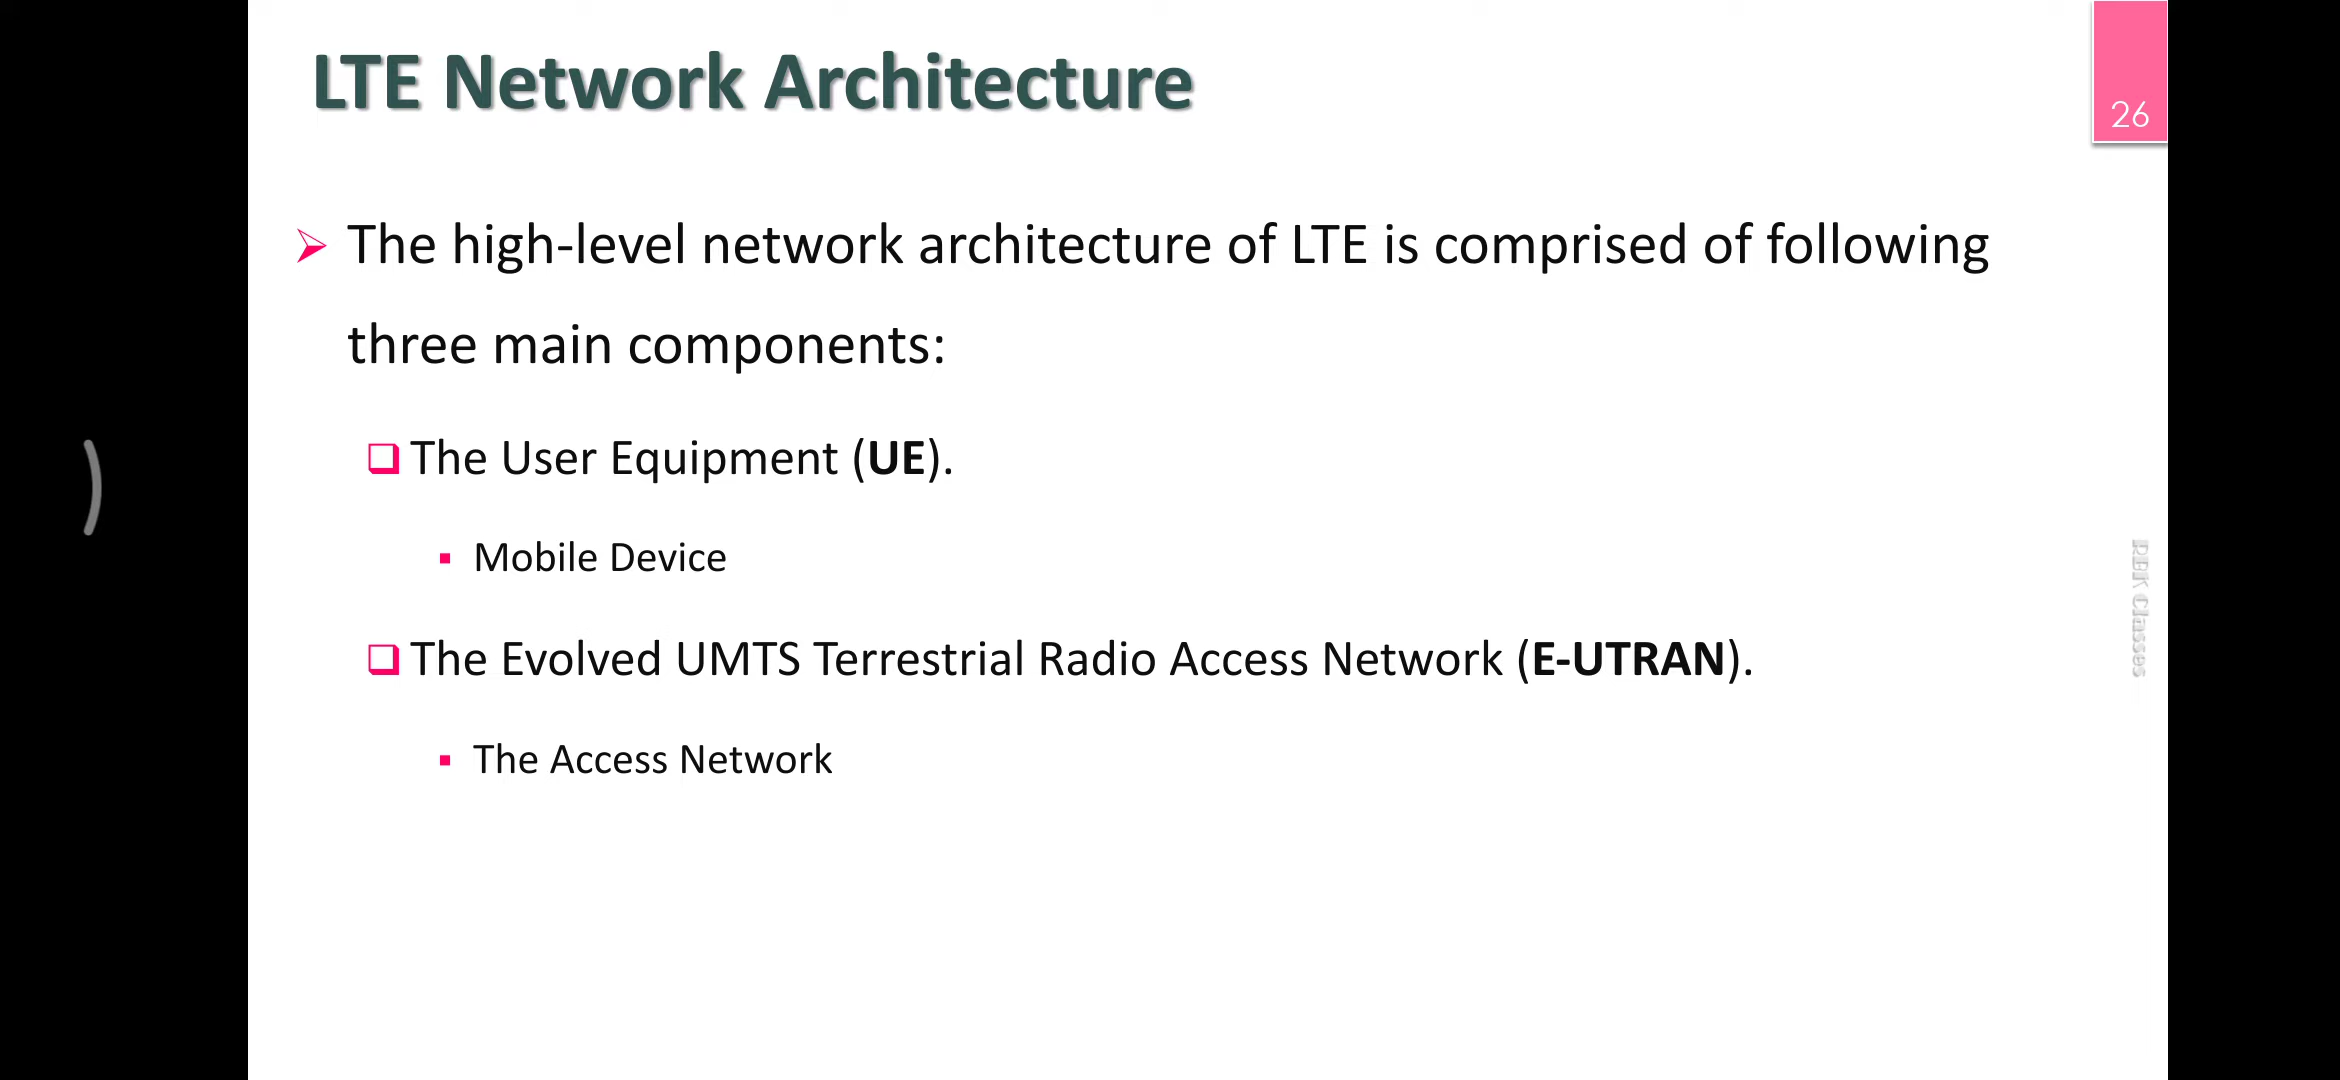 LTE Network Architecture
26
The high-level network architecture of LTE is comprised of following
three main components:
The User Equipment (UE).
Mobile Device
The Evolved UMTS Terrestrial Radio Access Network (E-UTRAN).
The Access Network
Classes